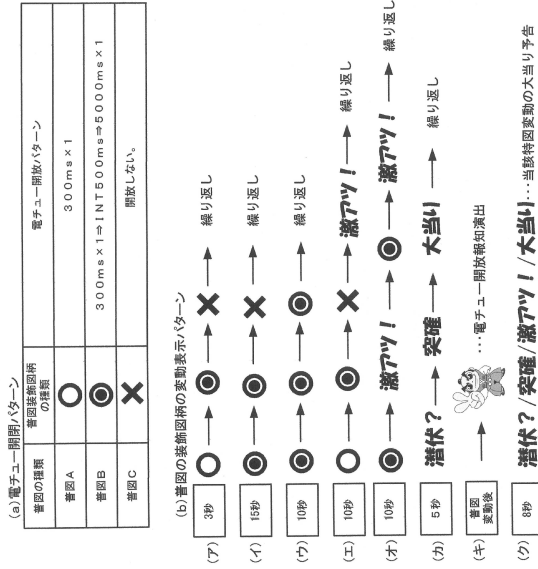 (a)電チュー開閉パターン
普図の種類 普図装飾図柄の種類 電チュー開放パターン
普図A ○ 300ms×1
普図B ◎ 300ms×1⇒INT500ms⇒5000ms×1
普図C × 開放しない。
(b)普図の装飾図柄の変動表示パターン
(ア) 3秒 ○ → ◎ → × → 繰り返し
(イ) 15秒 ◎ → ◎ → × → 繰り返し
(ウ) 10秒 ◎ → ◎ → ◎ → 繰り返し
(エ) 10秒 ○ → ◎ → × → 激アツ! → 繰り返し
(オ) 10秒 ◎ → 激アツ! → ◎ → 激アツ! → 繰り返し
(カ) 5秒 潜伏? → 突確 → 大当り → 繰り返し
(キ) 普図変動後 → …電チュー開放報知演出
(ク) 8秒 潜伏?/突確/激アツ!/大当り…当該特図変動の大当り予告